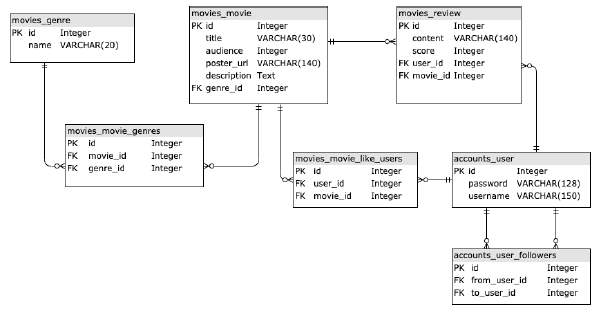 movies_genre
PK id Integer
name VARCHAR(20)
movies_movie
PK id Integer
title VARCHAR(30)
audience Integer
poster_url VARCHAR(140)
description Text
FK genre_id Integer
movies_review
PK id Integer
content VARCHAR(140)
score Integer
FK user_id Integer
FK movie_id Integer
movies_movie_genres
PK id Integer
FK movie_id Integer
FK genre_id Integer
movies_movie_like_users
PK id Integer
FK user_id Integer
FK movie_id Integer
accounts_user
PK id Integer
password VARCHAR(128)
username VARCHAR(150)
accounts_user_followers
PK id Integer
FK from_user_id Integer
FK to_user_id Integer